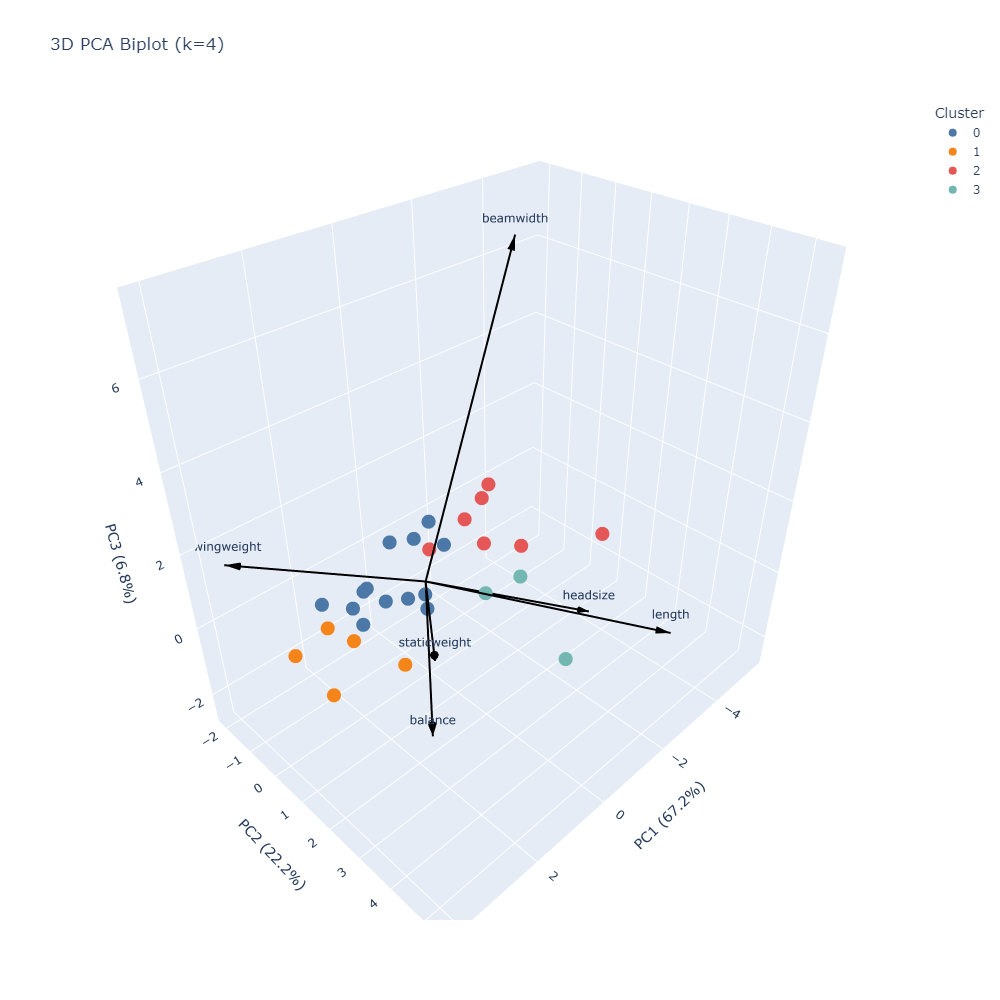 3D PCA Biplot (k=4)
Cluster
0
1
2
3
beamwidth
wingweight
headsize
length
staticweight
balance
PC3 (6.8%)
6
4
2
0
−2
PC2 (22.2%)
−2
−1
0
1
2
3
4
PC1 (67.2%)
−4
−2
0
2